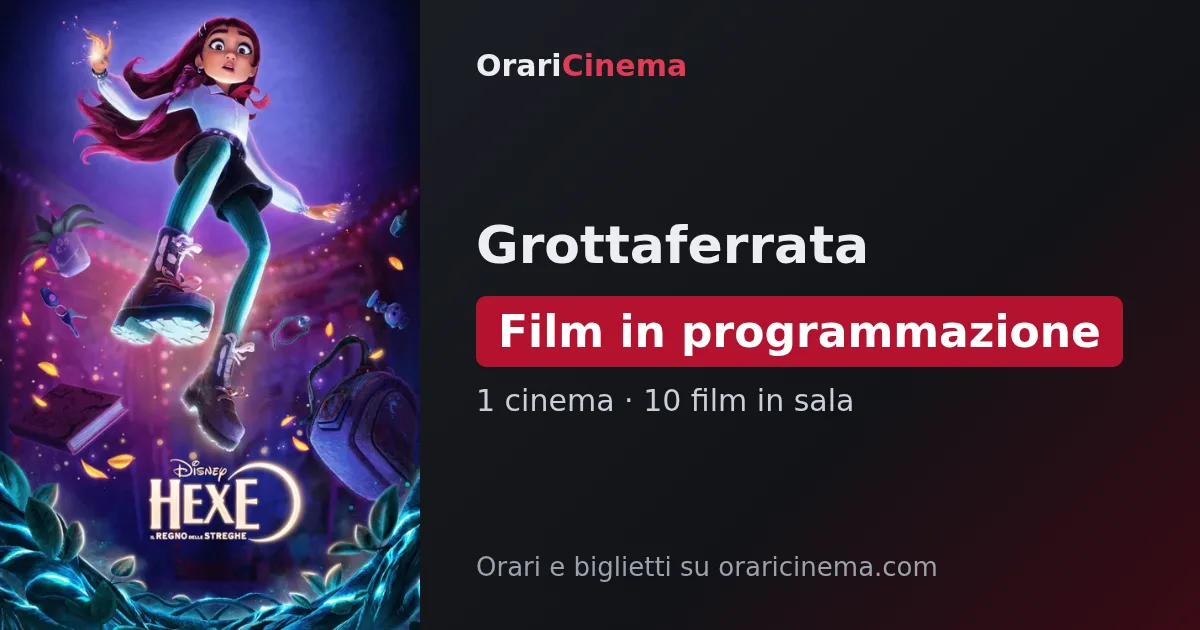 OrariCinema
Grottaferrata
Film in programmazione
1 cinema · 10 film in sala
Orari e biglietti su oraricinema.com
Disney
HEXE
IL REGNO DELLE STREGHE